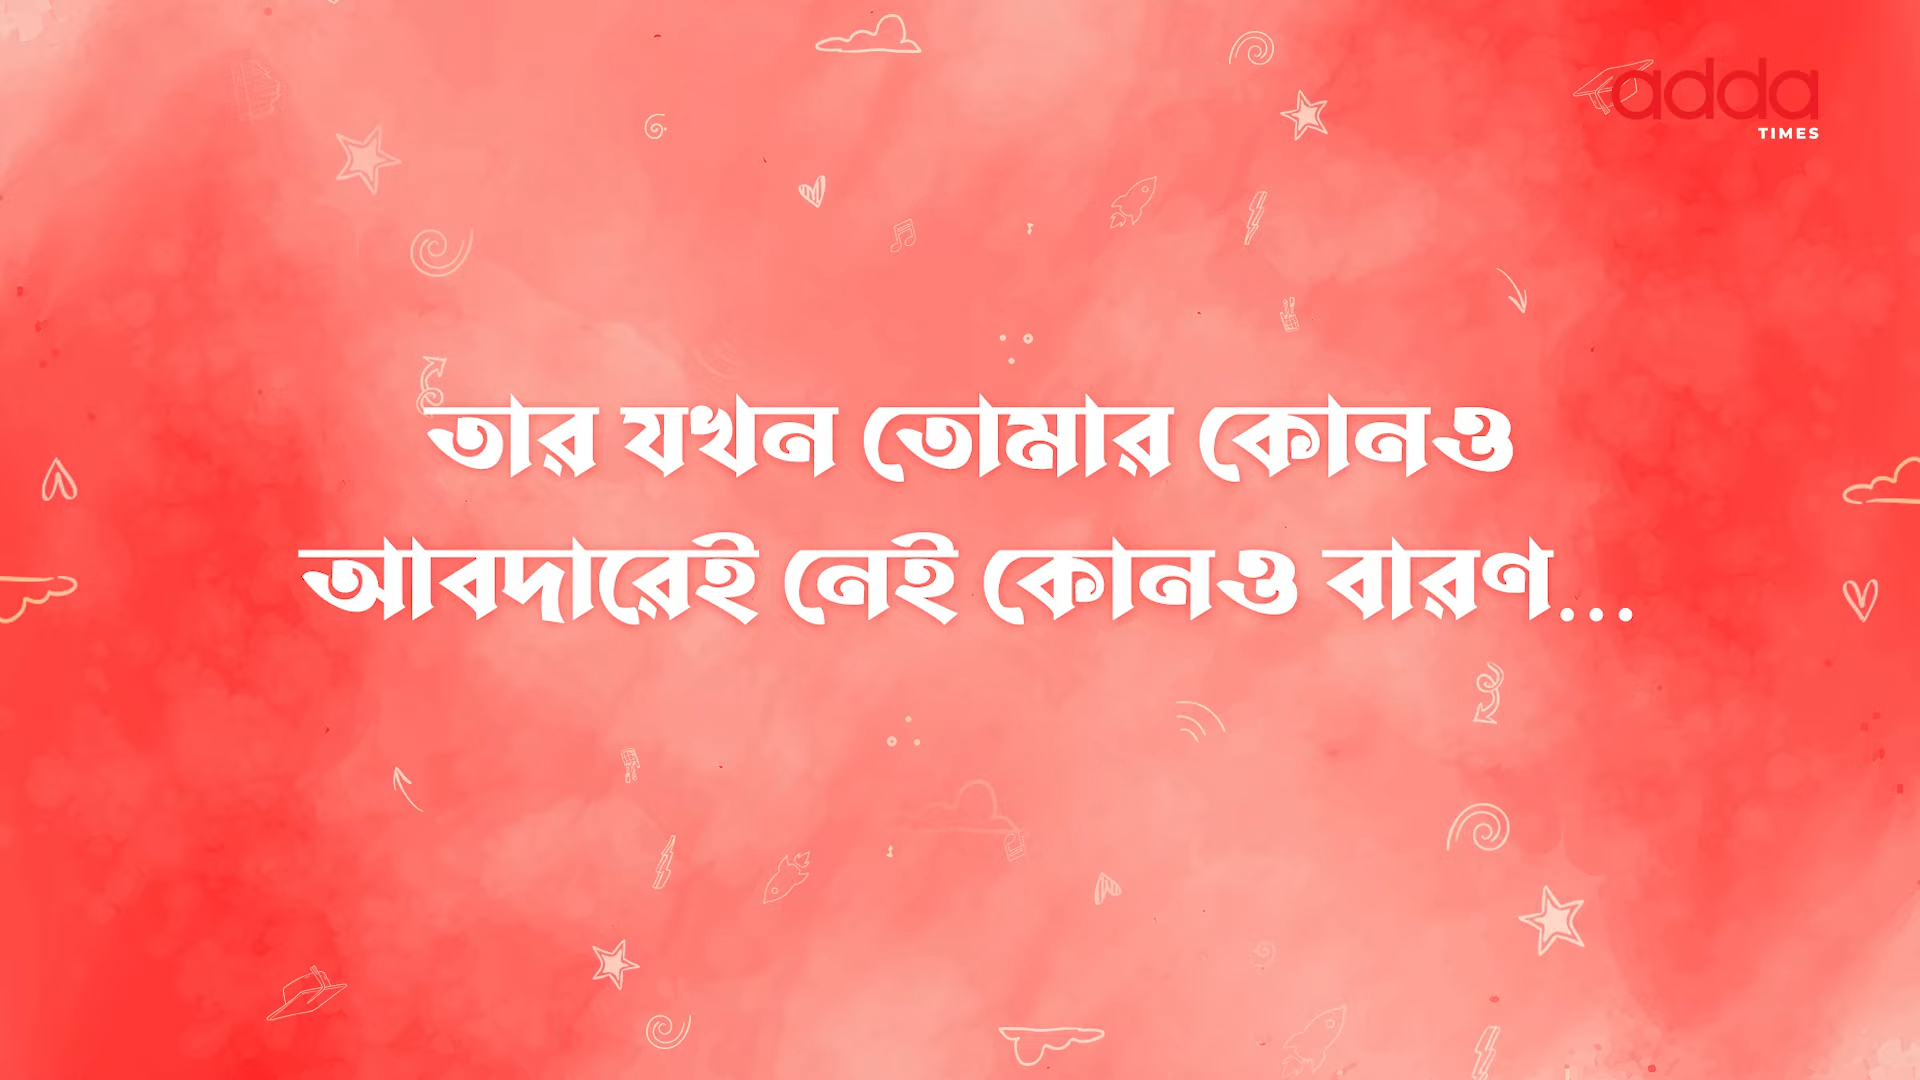 adda
TIMES
তার যখন তোমার কোনও
আবদারেই নেই কোনও বারণ...